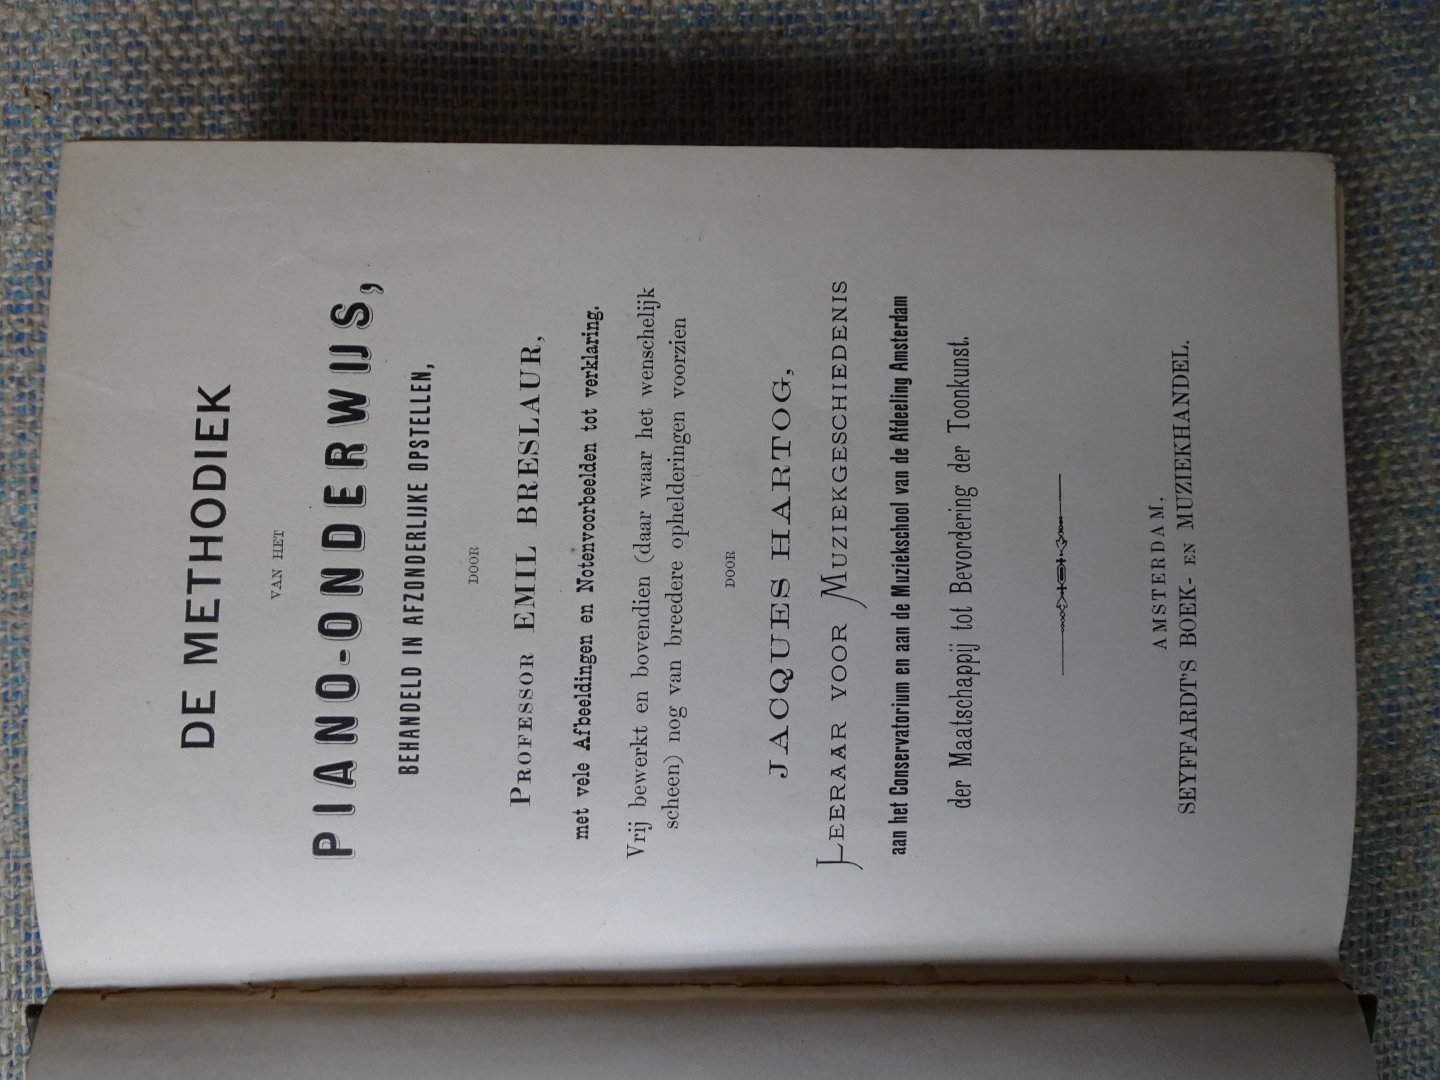 DE METHODIEK
VAN HET
PIANO-ONDERWIJS,
BEHANDELD IN AFZONDERLIJKE OPSTELLEN,
DOOR
PROFESSOR EMIL BRESLAUR,
met vele Afbeeldingen en Notenvoorbeelden tot verklaring.
Vrij bewerkt en bovendien (daar waar het wenschelijk
scheen) nog van breedere ophelderingen voorzien
DOOR
JACQUES HARTOG,
LEERAAR VOOR MUZIEKGESCHIEDENIS
aan het Conservatorium en aan de Muziekschool van de Afdeeling Amsterdam
der Maatschappij tot Bevordering der Toonkunst.
AMSTERDAM,
SEYFFARDT'S BOEK- EN MUZIEKHANDEL.